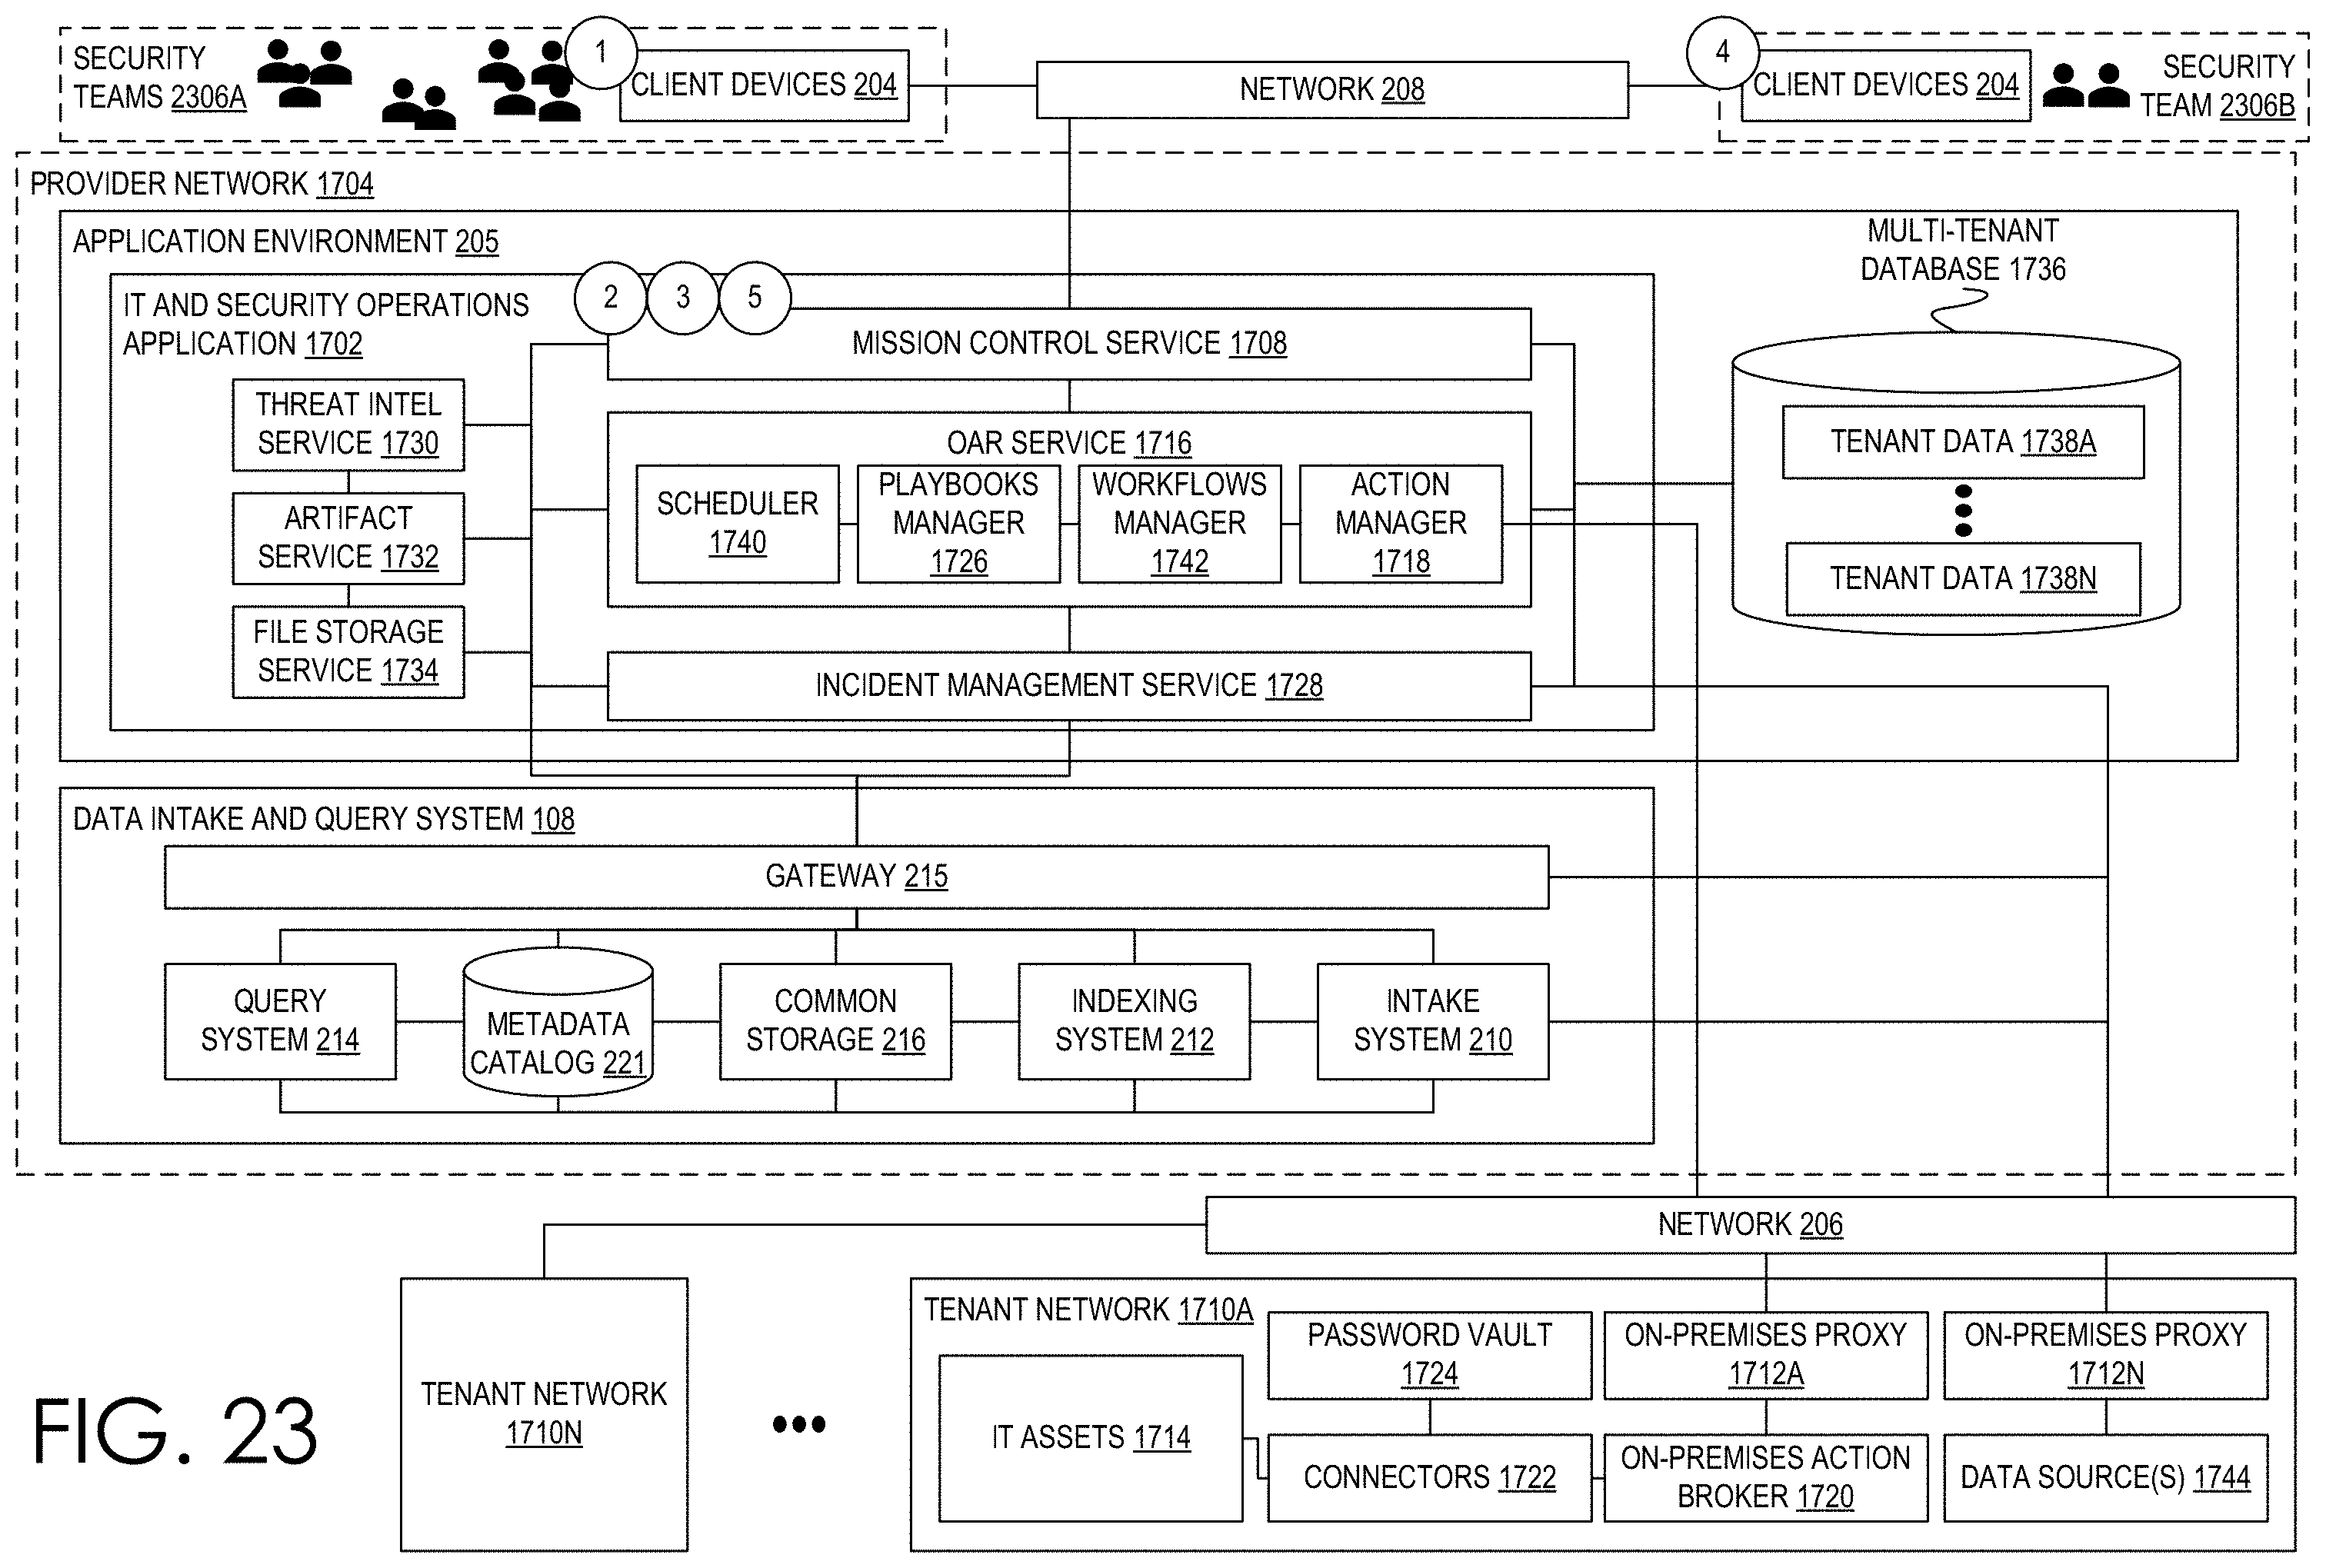 SECURITY
TEAMS 2306A
1
CLIENT DEVICES 204
NETWORK 208
4
CLIENT DEVICES 204
SECURITY
TEAM 2306B
PROVIDER NETWORK 1704
APPLICATION ENVIRONMENT 205
MULTI-TENANT
DATABASE 1736
IT AND SECURITY OPERATIONS
APPLICATION 1702
2
3
5
MISSION CONTROL SERVICE 1708
THREAT INTEL
SERVICE 1730
ARTIFACT
SERVICE 1732
FILE STORAGE
SERVICE 1734
OAR SERVICE 1716
SCHEDULER
1740
PLAYBOOKS
MANAGER
1726
WORKFLOWS
MANAGER
1742
ACTION
MANAGER
1718
TENANT DATA 1738A
TENANT DATA 1738N
INCIDENT MANAGEMENT SERVICE 1728
DATA INTAKE AND QUERY SYSTEM 108
GATEWAY 215
QUERY
SYSTEM 214
METADATA
CATALOG 221
COMMON
STORAGE 216
INDEXING
SYSTEM 212
INTAKE
SYSTEM 210
NETWORK 206
TENANT NETWORK
1710N
TENANT NETWORK 1710A
IT ASSETS 1714
PASSWORD VAULT
1724
CONNECTORS 1722
ON-PREMISES PROXY
1712A
ON-PREMISES ACTION
BROKER 1720
ON-PREMISES PROXY
1712N
DATA SOURCE(S) 1744
FIG. 23